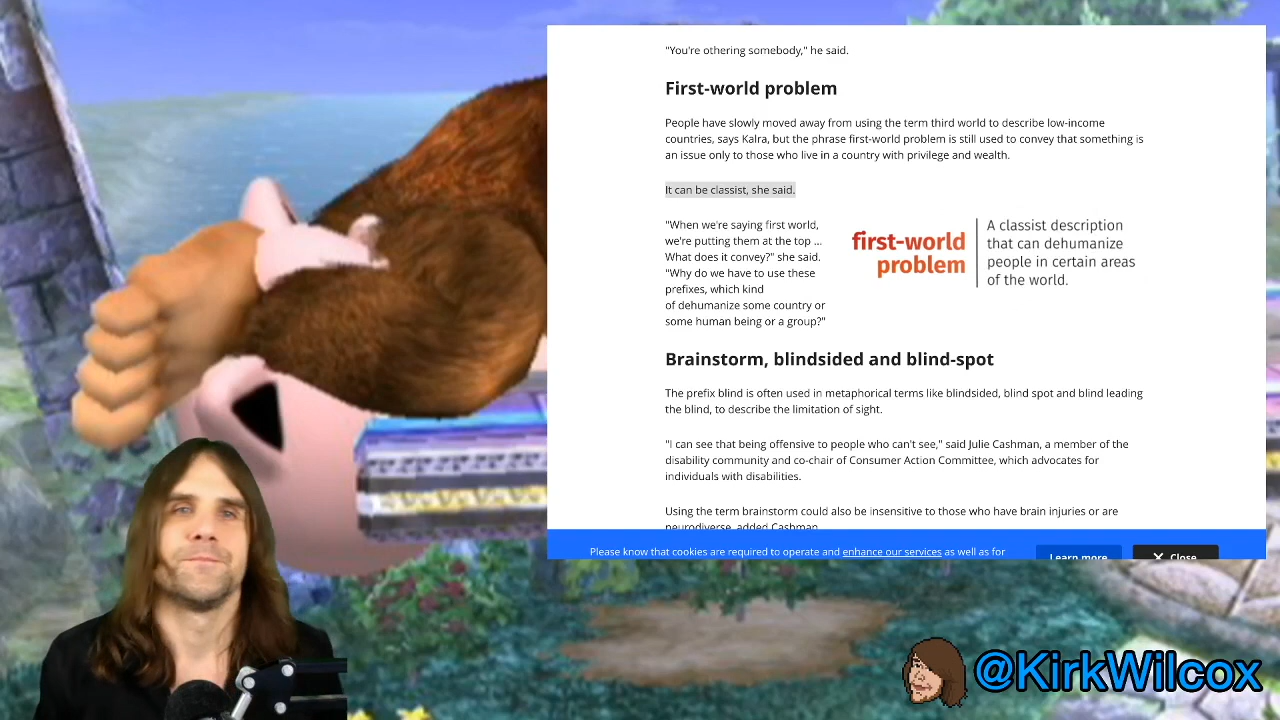 "You're othering somebody," he said.
First-world problem
People have slowly moved away from using the term third world to describe low-income
countries, says Kalra, but the phrase first-world problem is still used to convey that something is
an issue only to those who live in a country with privilege and wealth.
It can be classist, she said.
"When we're saying first world,
we're putting them at the top ...
What does it convey?" she said.
"Why do we have to use these
prefixes, which kind
of dehumanize some country or
some human being or a group?"
first-world
problem
A classist description
that can dehumanize
people in certain areas
of the world.
Brainstorm, blindsided and blind-spot
The prefix blind is often used in metaphorical terms like blindsided, blind spot and blind leading
the blind, to describe the limitation of sight.
"I can see that being offensive to people who can't see," said Julie Cashman, a member of the
disability community and co-chair of Consumer Action Committee, which advocates for
individuals with disabilities.
Using the term brainstorm could also be insensitive to those who have brain injuries or are
neurodiverse, added Cashman.
Please know that cookies are required to operate and enhance our services as well as for
Learn more
X Close
@KirkWilcox